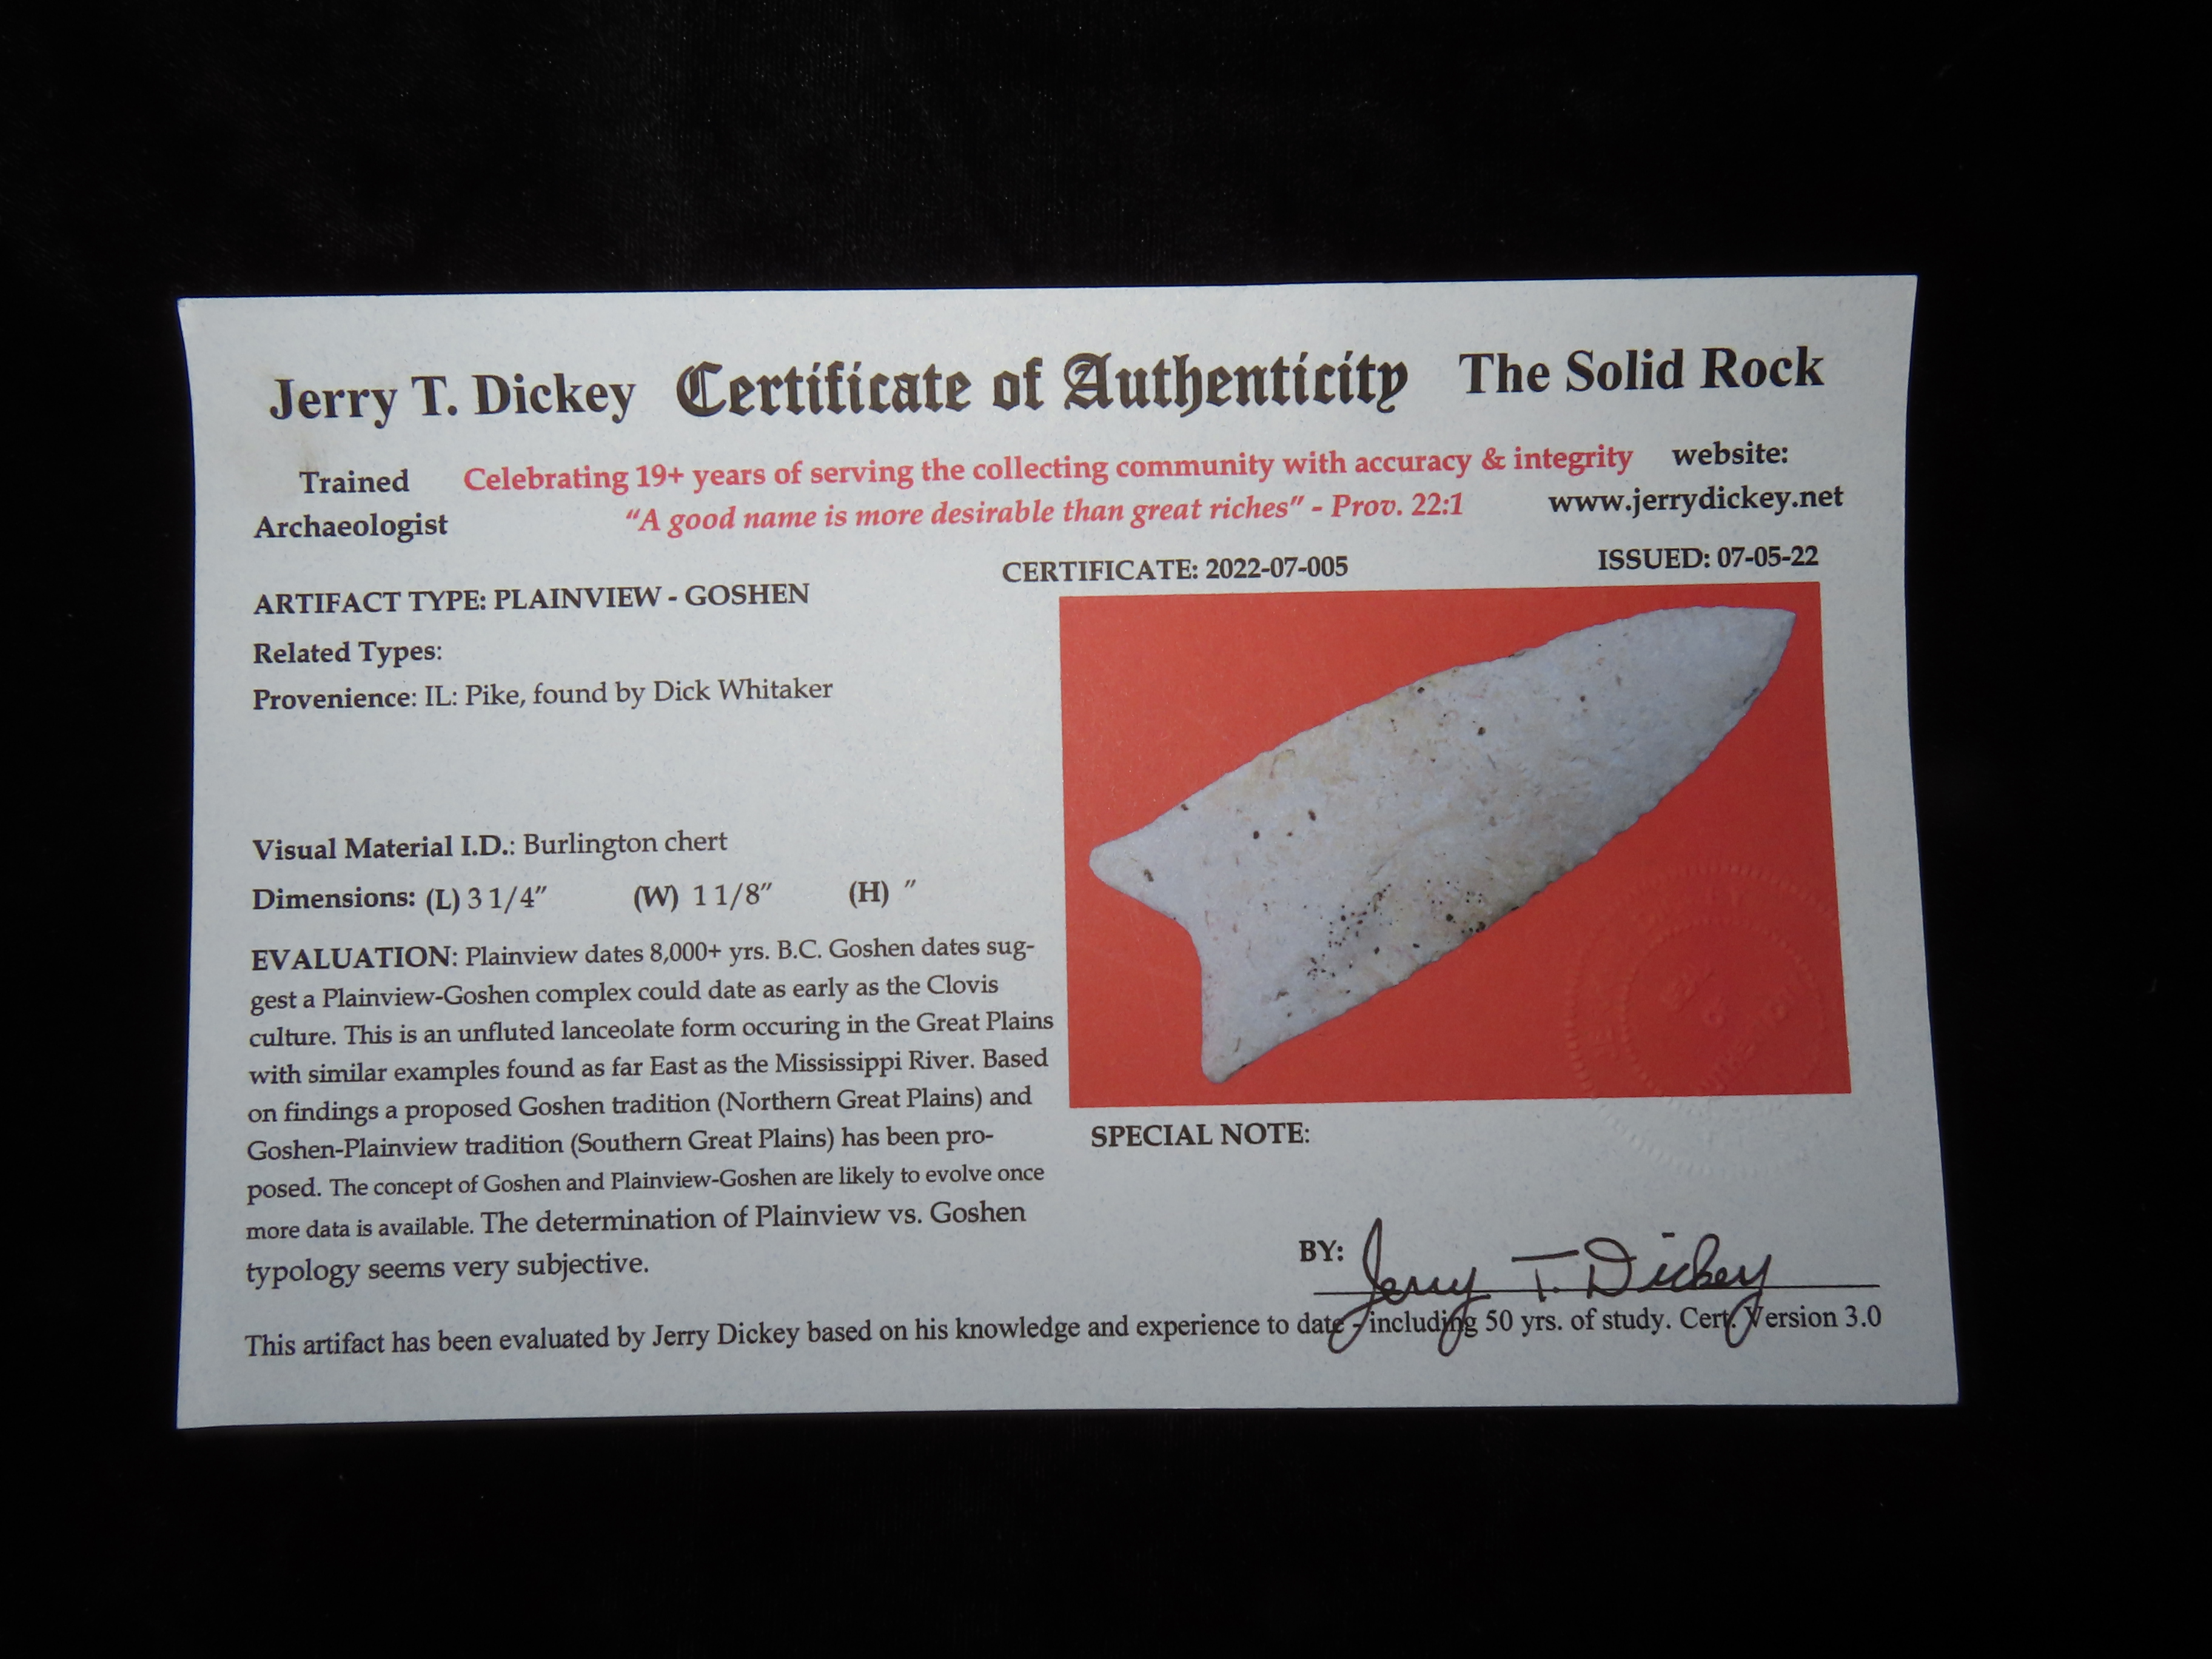 Jerry T. Dickey Certificate of Authenticity The Solid Rock
Trained
Archaeologist
Celebrating 19+ years of serving the collecting community with accuracy & integrity
"A good name is more desirable than great riches" - Prov. 22:1
website:
www.jerrydickey.net
CERTIFICATE: 2022-07-005
ISSUED: 07-05-22
ARTIFACT TYPE: PLAINVIEW - GOSHEN
Related Types:
Provenience: IL: Pike, found by Dick Whitaker
Visual Material I.D.: Burlington chert
Dimensions: (L) 3 1/4" (W) 1 1/8" (H) "
EVALUATION: Plainview dates 8,000+ yrs. B.C. Goshen dates sug-
gest a Plainview-Goshen complex could date as early as the Clovis
culture. This is an unfluted lanceolate form occuring in the Great Plains
with similar examples found as far East as the Mississippi River. Based
on findings a proposed Goshen tradition (Northern Great Plains) and
Goshen-Plainview tradition (Southern Great Plains) has been pro-
posed. The concept of Goshen and Plainview-Goshen are likely to evolve once
more data is available. The determination of Plainview vs. Goshen
typology seems very subjective.
SPECIAL NOTE:
BY: Jerry T. Dickey
This artifact has been evaluated by Jerry Dickey based on his knowledge and experience to date - including 50 yrs. of study. Cert. Version 3.0